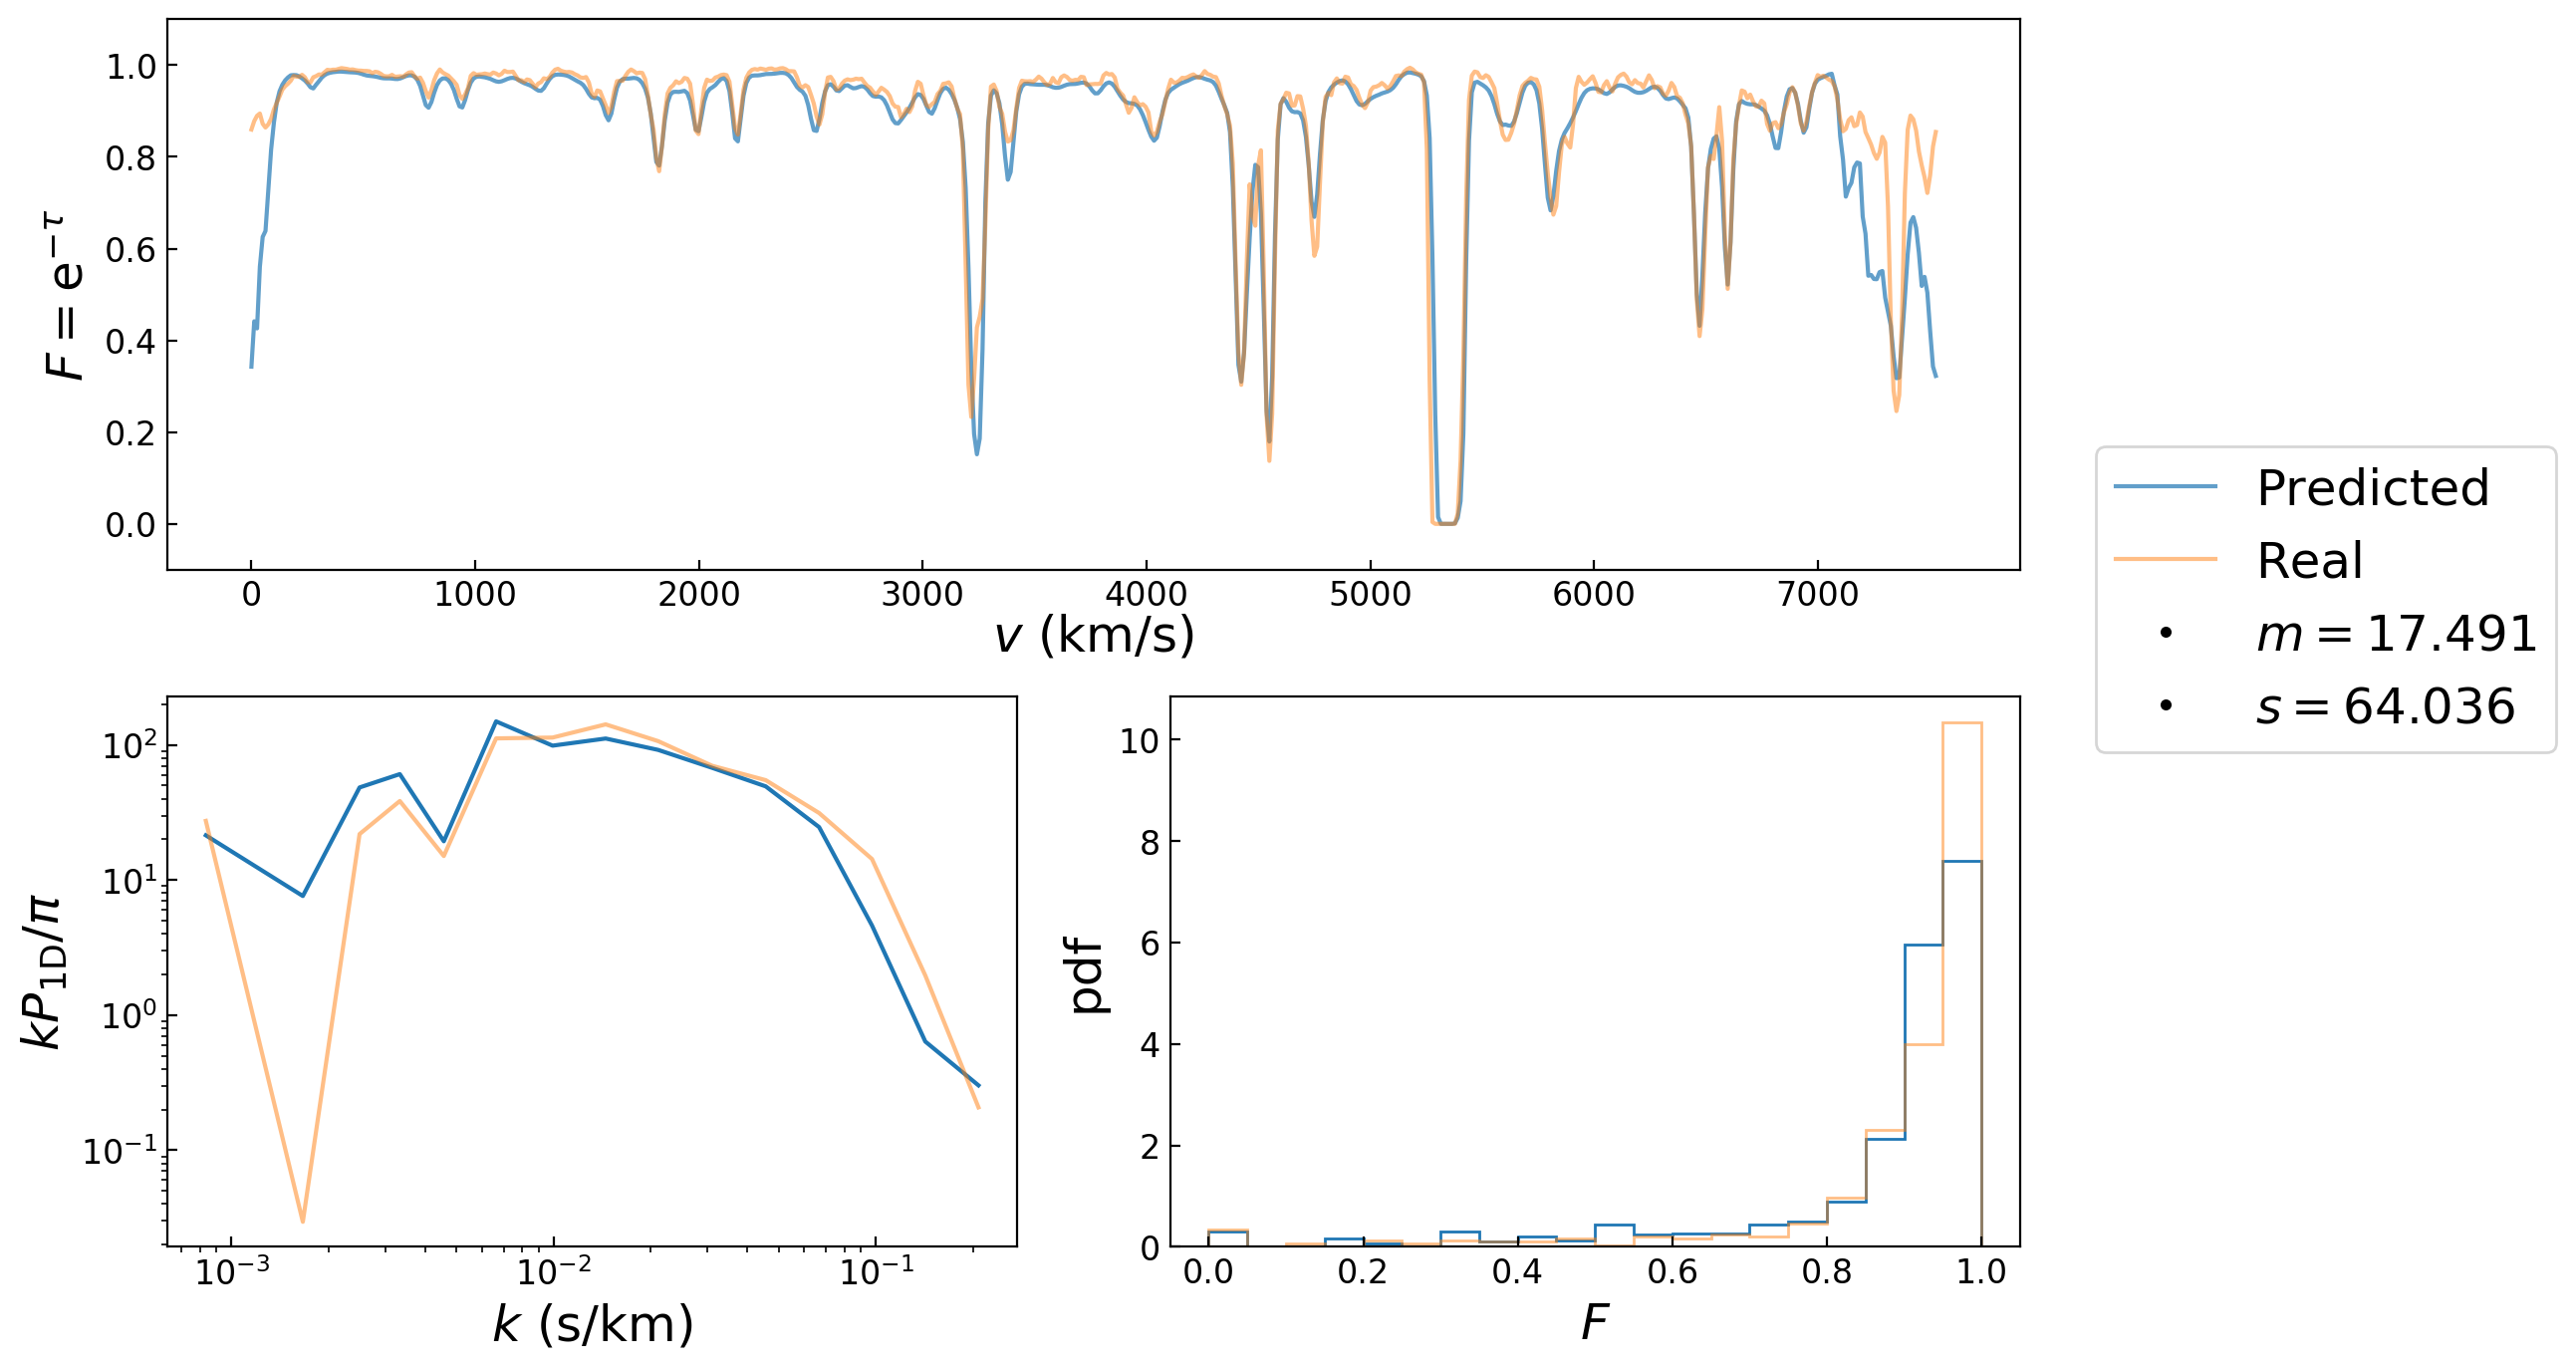 1.0
0.8
0.6
0.4
0.2
0.0
F = e^{−τ}
0 1000 2000 3000 4000 5000 6000 7000
v (km/s)
Predicted
Real
m = 17.491
s = 64.036
10^2
10^1
10^0
10^{−1}
kP_{1D}/π
10^{−3} 10^{−2} 10^{−1}
k (s/km)
10
8
6
4
2
0
pdf
0.0 0.2 0.4 0.6 0.8 1.0
F